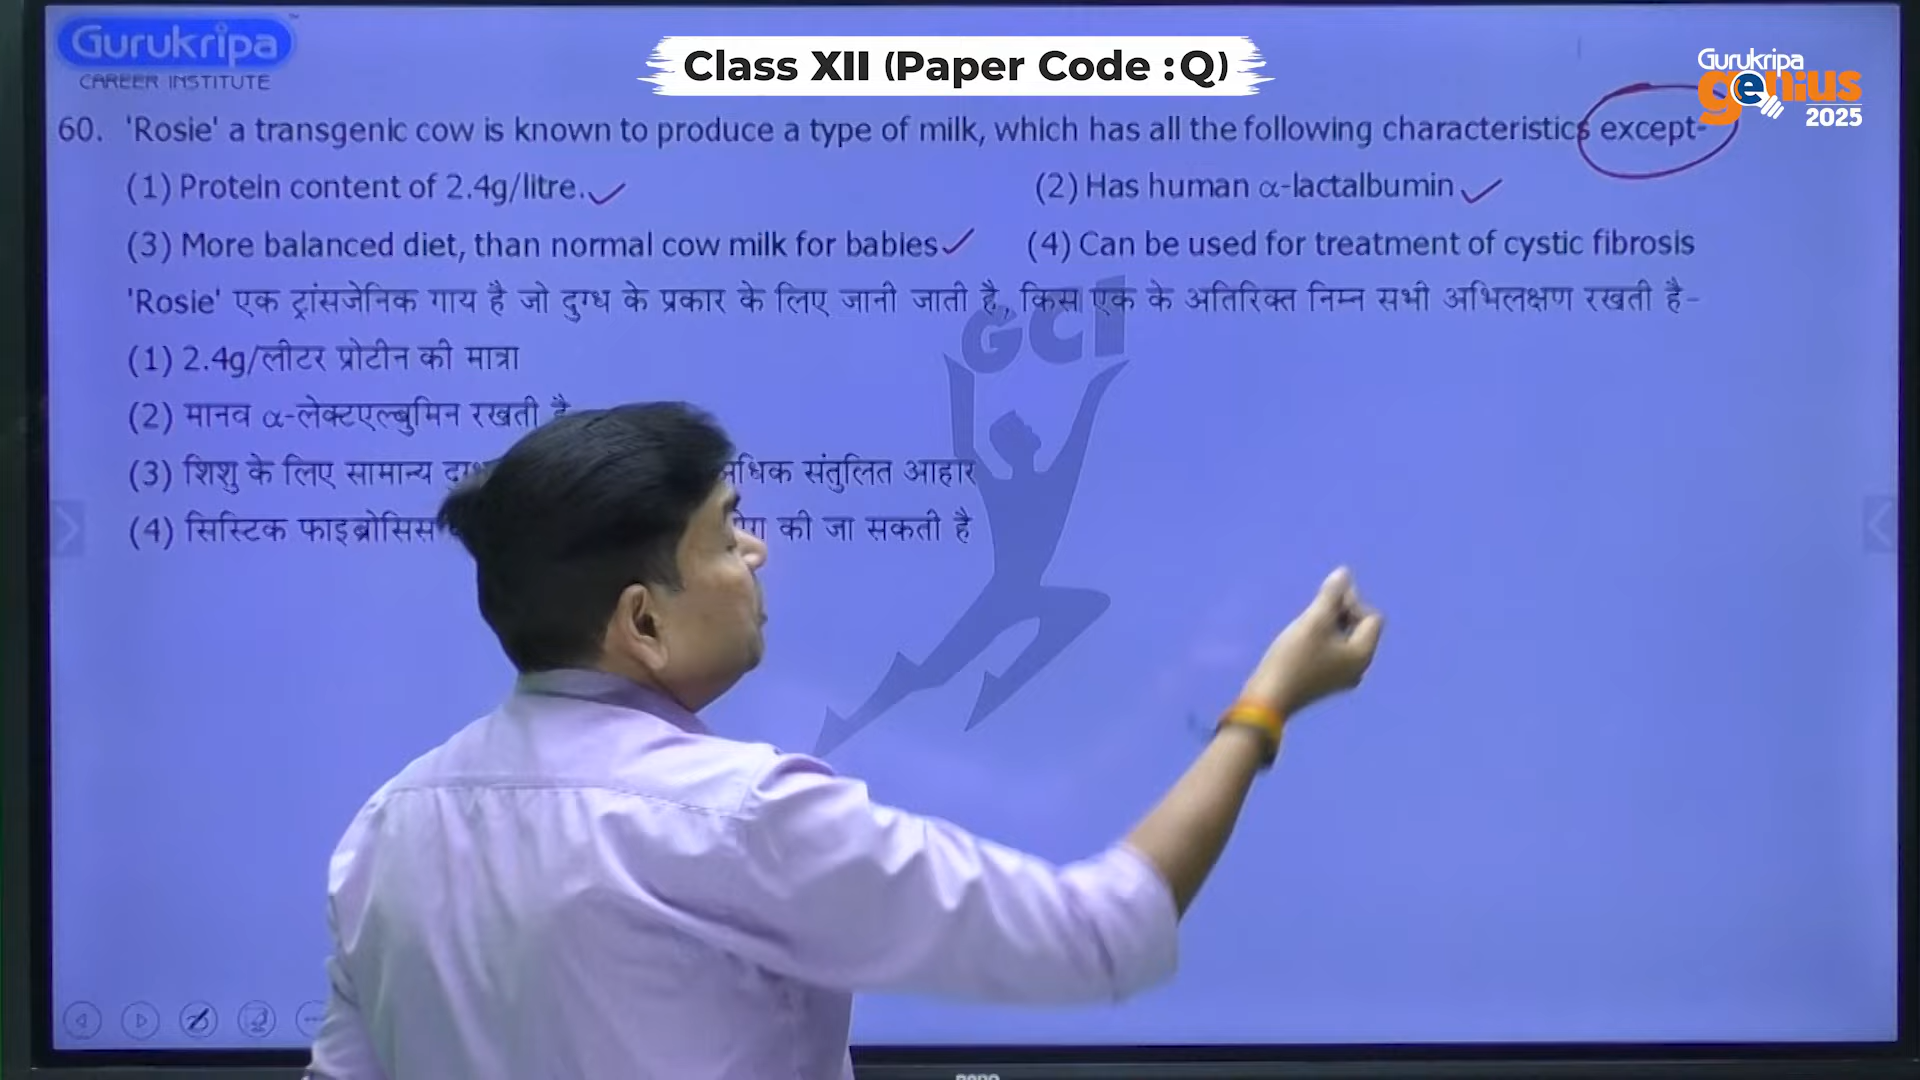 Gurukripa
CAREER INSTITUTE
Class XII (Paper Code :Q)
Gurukripa
genius
2025
60. 'Rosie' a transgenic cow is known to produce a type of milk, which has all the following characteristics except-
(1) Protein content of 2.4g/litre. (2) Has human α-lactalbumin
(3) More balanced diet, than normal cow milk for babies (4) Can be used for treatment of cystic fibrosis
'Rosie' एक ट्रांसजेनिक गाय है जो दुग्ध के प्रकार के लिए जानी जाती है, किस एक के अतिरिक्त निम्न सभी अभिलक्षण रखती है-
(1) 2.4g/लीटर प्रोटीन की मात्रा
(2) मानव α-लेक्टएल्बुमिन रखती है
(3) शिशु के लिए सामान्य संतुलित आहार
(4) सिस्टिक फाइब्रोसिस की जा सकती है
GCI